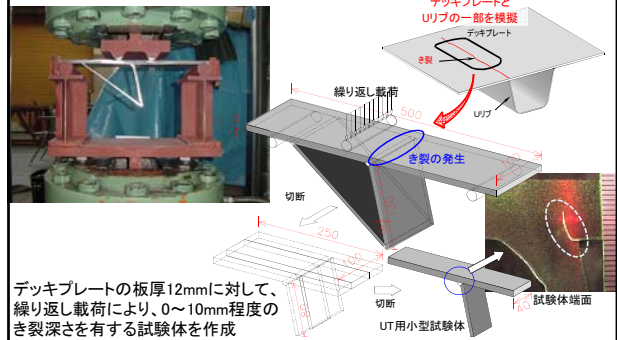 デッキプレートと
Uリブの一部を模擬
デッキプレート
き裂
Uリブ
繰り返し載荷
500
100
き裂の発生
切断
250
100
切断
40
試験体端面
UT用小型試験体
デッキプレートの板厚12mmに対して、
繰り返し載荷により、0～10mm程度の
き裂深さを有する試験体を作成